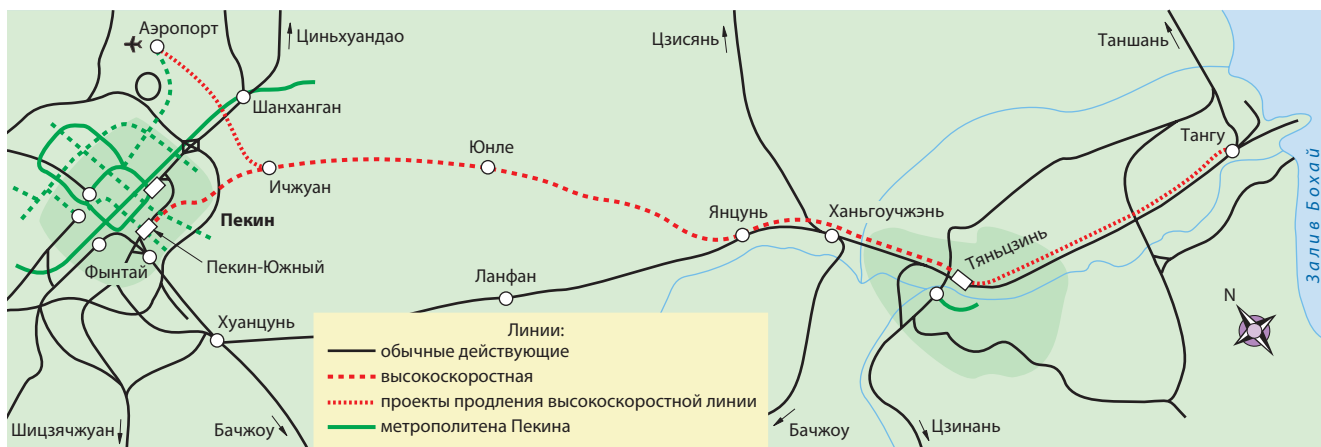 Аэропорт
Циньхуандао
Цзисянь
Таншань
Шанханган
Тангу
Юнле
Ичжуан
Залив Бохай
Янцунь
Ханьгоучжэнь
Пекин
Тяньцзинь
Пекин-Южный
Фынтай
Ланфан
N
Хуанцунь
Линии:
обычные действующие
высокоскоростная
проекты продления высокоскоростной линии
метрополитена Пекина
Шицзячжуан
Бачжоу
Бачжоу
Цзинань